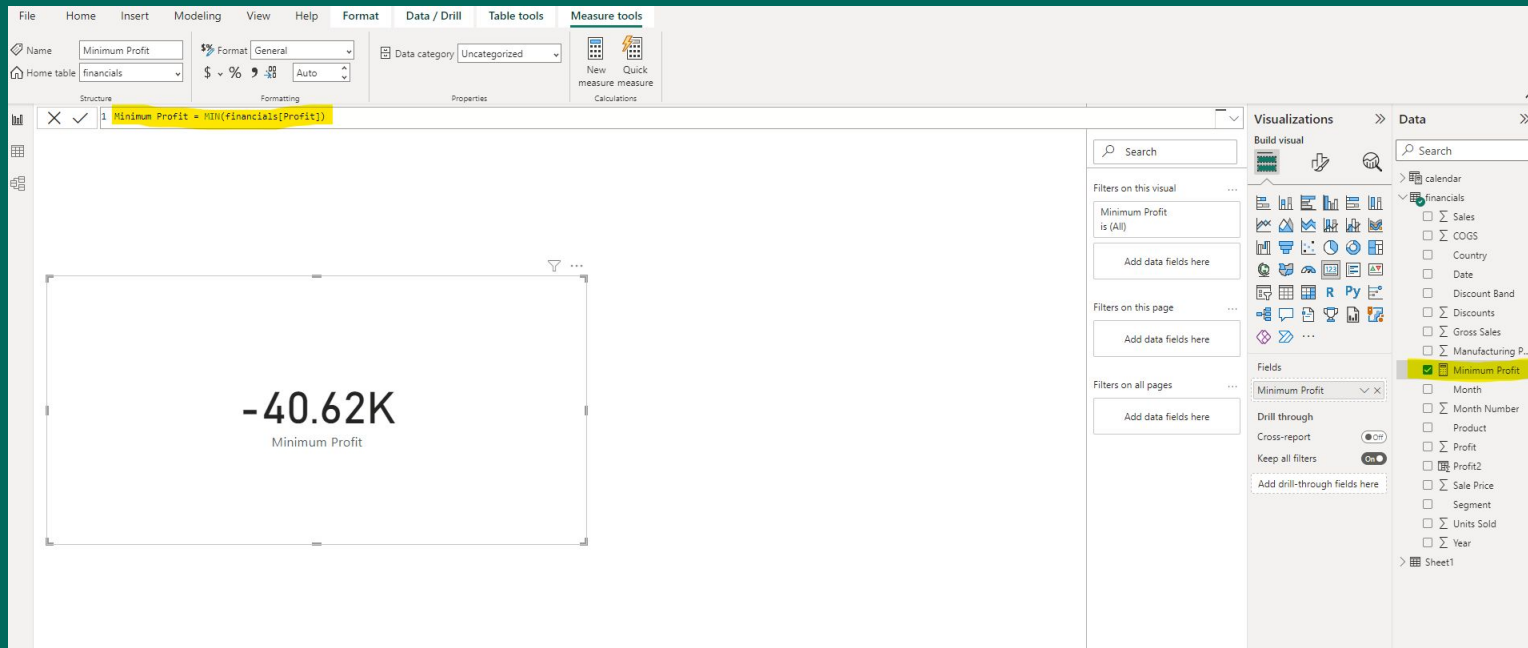 File Home Insert Modeling View Help Format Data / Drill Table tools Measure tools
Name Minimum Profit
$% Format General
Data category Uncategorized
Home table financials
$ % 9 .00 Auto
New measure
Quick measure
Structure
Formatting
Properties
Calculations
1 Minimum Profit = MIN(financials[Profit])
-40.62K
Minimum Profit
Search
Filters on this visual ...
Minimum Profit
is (All)
Add data fields here
Filters on this page ...
Add data fields here
Filters on all pages ...
Add data fields here
Visualizations
Build visual
123
R Py
...
Fields
Minimum Profit
Drill through
Cross-report Off
Keep all filters On
Add drill-through fields here
Data
Search
calendar
financials
Sales
COGS
Country
Date
Discount Band
Discounts
Gross Sales
Manufacturing P...
Minimum Profit
Month
Month Number
Product
Profit
Profit2
Sale Price
Segment
Units Sold
Year
Sheet1